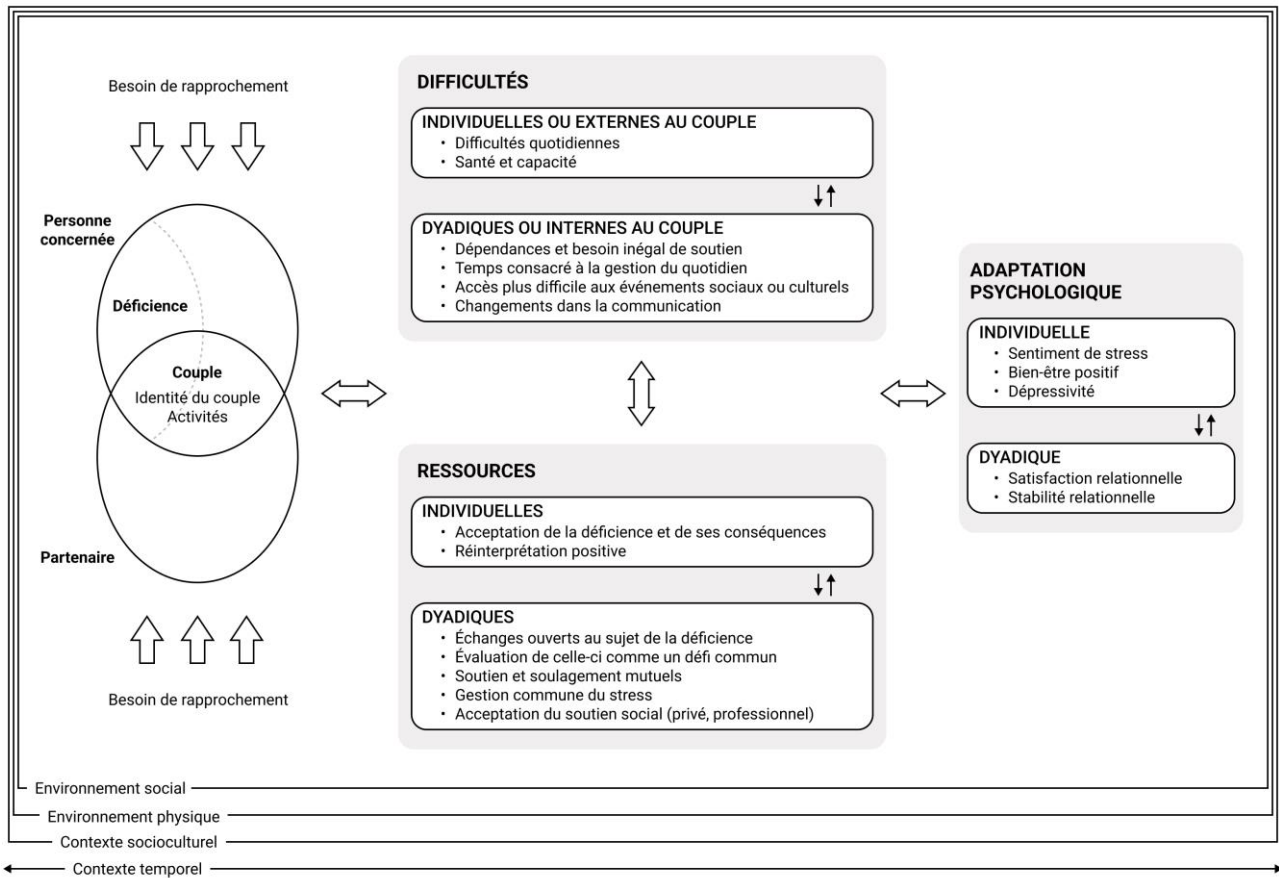 Besoin de rapprochement
Personne
concernée
Déficience
Couple
Identité du couple
Activités
Partenaire
Besoin de rapprochement
DIFFICULTÉS
INDIVIDUELLES OU EXTERNES AU COUPLE
• Difficultés quotidiennes
• Santé et capacité
DYADIQUES OU INTERNES AU COUPLE
• Dépendances et besoin inégal de soutien
• Temps consacré à la gestion du quotidien
• Accès plus difficile aux événements sociaux ou culturels
• Changements dans la communication
RESSOURCES
INDIVIDUELLES
• Acceptation de la déficience et de ses conséquences
• Réinterprétation positive
DYADIQUES
• Échanges ouverts au sujet de la déficience
• Évaluation de celle-ci comme un défi commun
• Soutien et soulagement mutuels
• Gestion commune du stress
• Acceptation du soutien social (privé, professionnel)
ADAPTATION
PSYCHOLOGIQUE
INDIVIDUELLE
• Sentiment de stress
• Bien-être positif
• Dépressivité
DYADIQUE
• Satisfaction relationnelle
• Stabilité relationnelle
Environnement social
Environnement physique
Contexte socioculturel
Contexte temporel